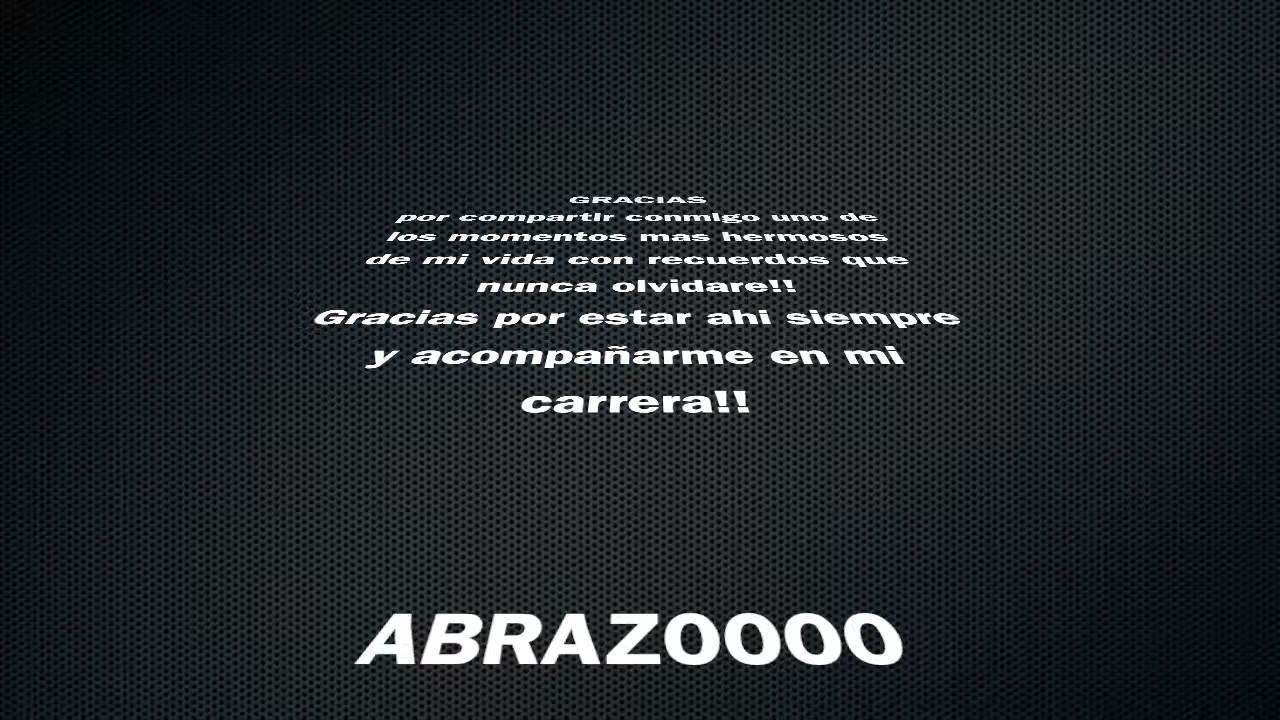 GRACIAS
por compartir conmigo uno de
los momentos mas hermosos
de mi vida con recuerdos que
nunca olvidare!!
Gracias por estar ahi siempre
y acompañarme en mi
carrera!!
ABRAZOOOO